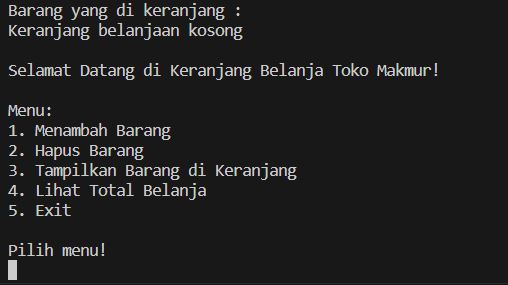 Barang yang di keranjang :
Keranjang belanjaan kosong
Selamat Datang di Keranjang Belanja Toko Makmur!
Menu:
1. Menambah Barang
2. Hapus Barang
3. Tampilkan Barang di Keranjang
4. Lihat Total Belanja
5. Exit
Pilih menu!